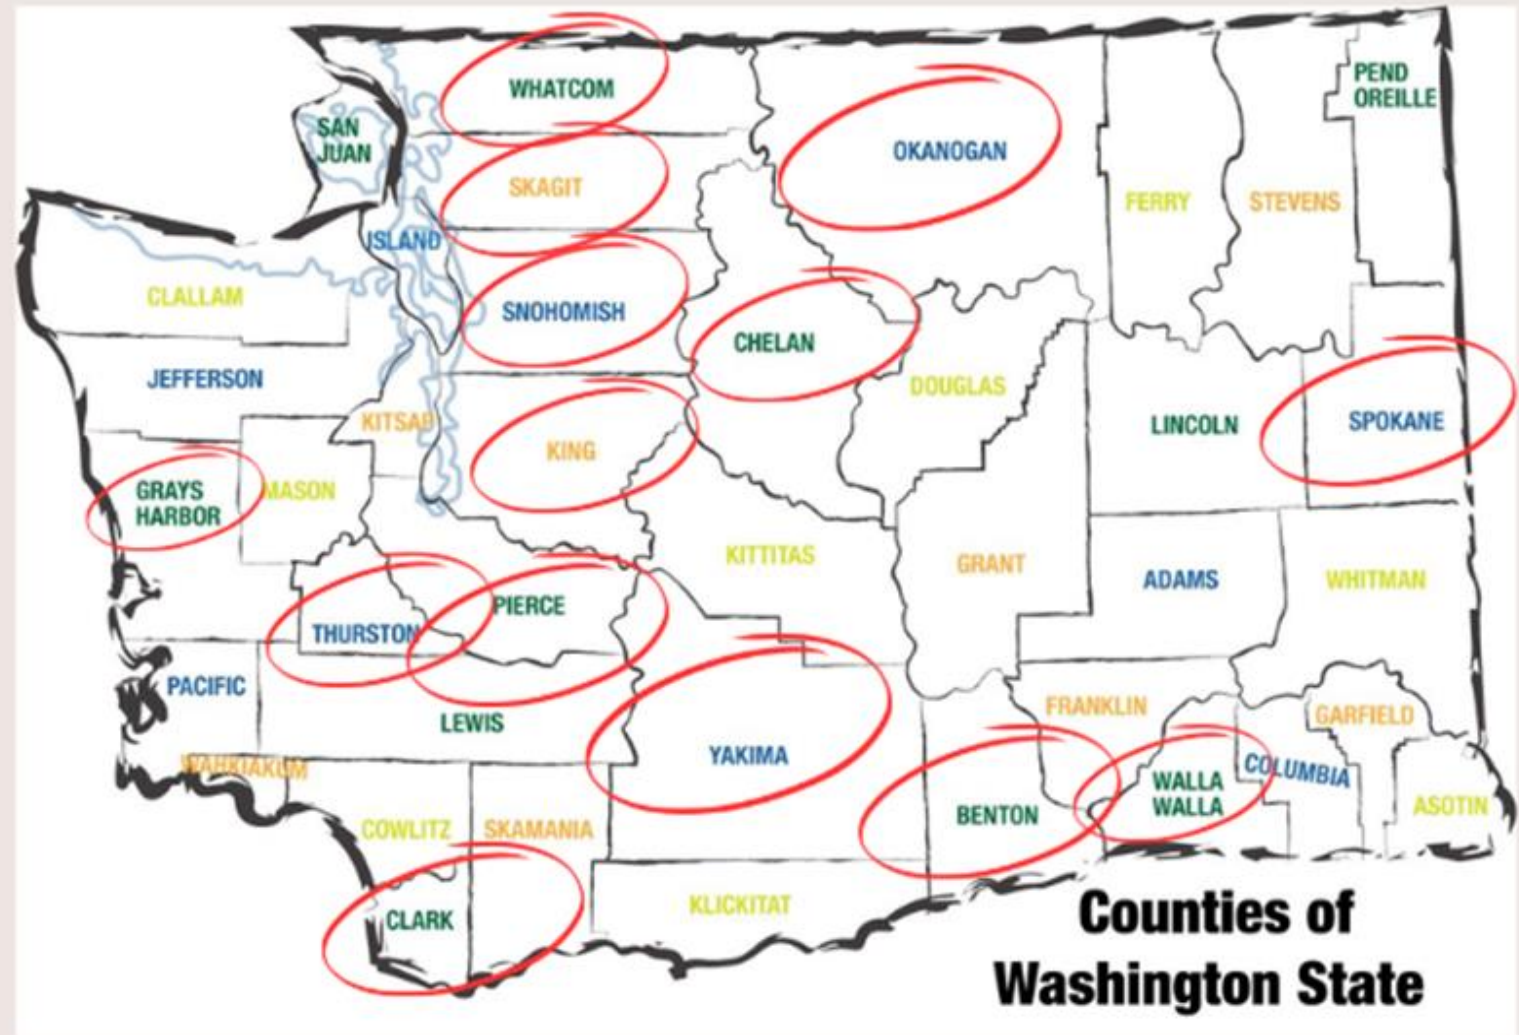 WHATCOM
OKANOGAN
PEND
OREILLE
SAN
JUAN
SKAGIT
FERRY
STEVENS
ISLAND
CLALLAM
SNOHOMISH
CHELAN
JEFFERSON
DOUGLAS
KITSAP
KING
LINCOLN
SPOKANE
GRAYS
HARBOR
MASON
KITTITAS
GRANT
ADAMS
WHITMAN
THURSTON
PIERCE
PACIFIC
LEWIS
YAKIMA
FRANKLIN
GARFIELD
WAHKIAKUM
COLUMBIA
WALLA
WALLA
BENTON
ASOTIN
COWLITZ
SKAMANIA
CLARK
KLICKITAT
Counties of
Washington State